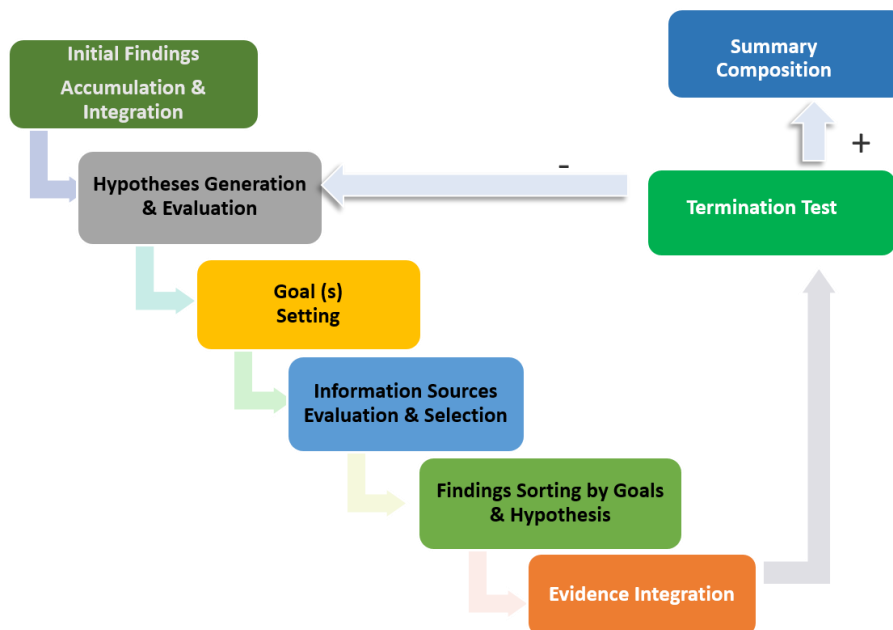 Initial Findings
Accumulation &
Integration
Summary
Composition
+
-
Hypotheses Generation
& Evaluation
Termination Test
Goal (s)
Setting
Information Sources
Evaluation & Selection
Findings Sorting by Goals
& Hypothesis
Evidence Integration